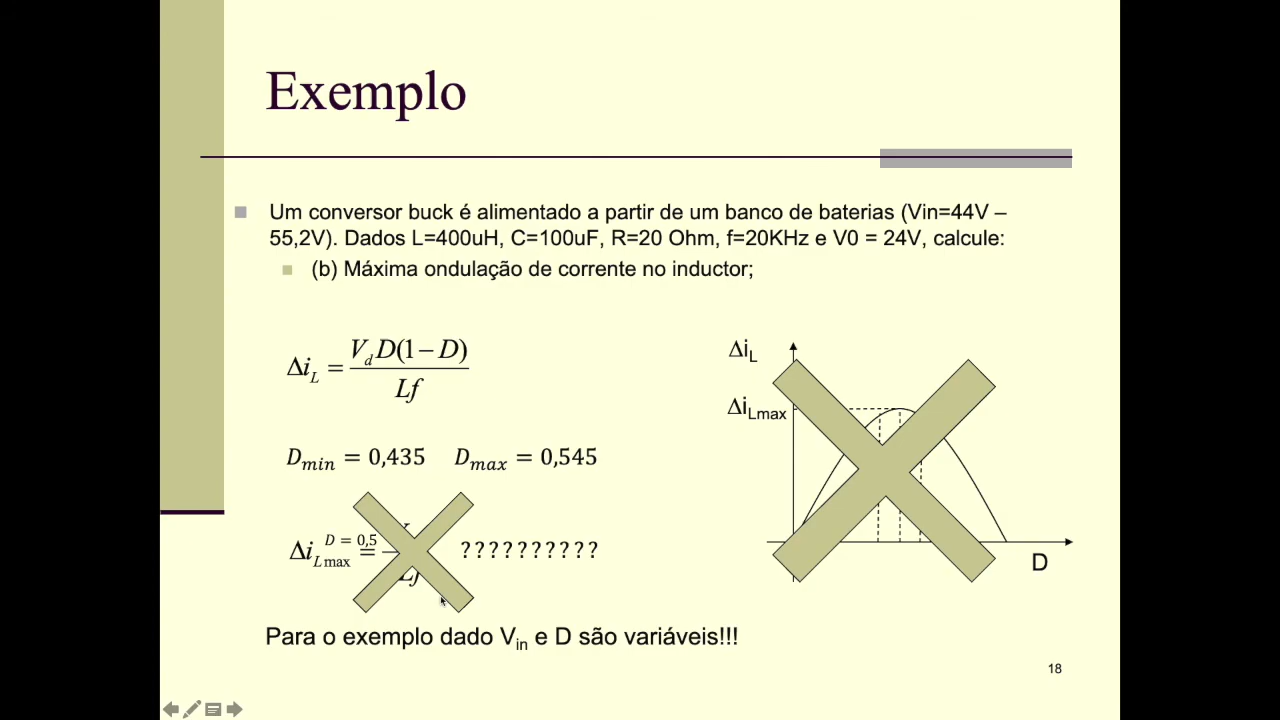 Exemplo
Um conversor buck é alimentado a partir de um banco de baterias (Vin=44V –
55,2V). Dados L=400uH, C=100uF, R=20 Ohm, f=20KHz e V0 = 24V, calcule:
(b) Máxima ondulação de corrente no inductor;
Δi_L = V_d D(1 – D) / Lf
D_min = 0,435 D_max = 0,545
Δi_Lmax D = 0,5 = ??????????
Δi_L
Δi_Lmax
D
Para o exemplo dado V_in e D são variáveis!!!
18